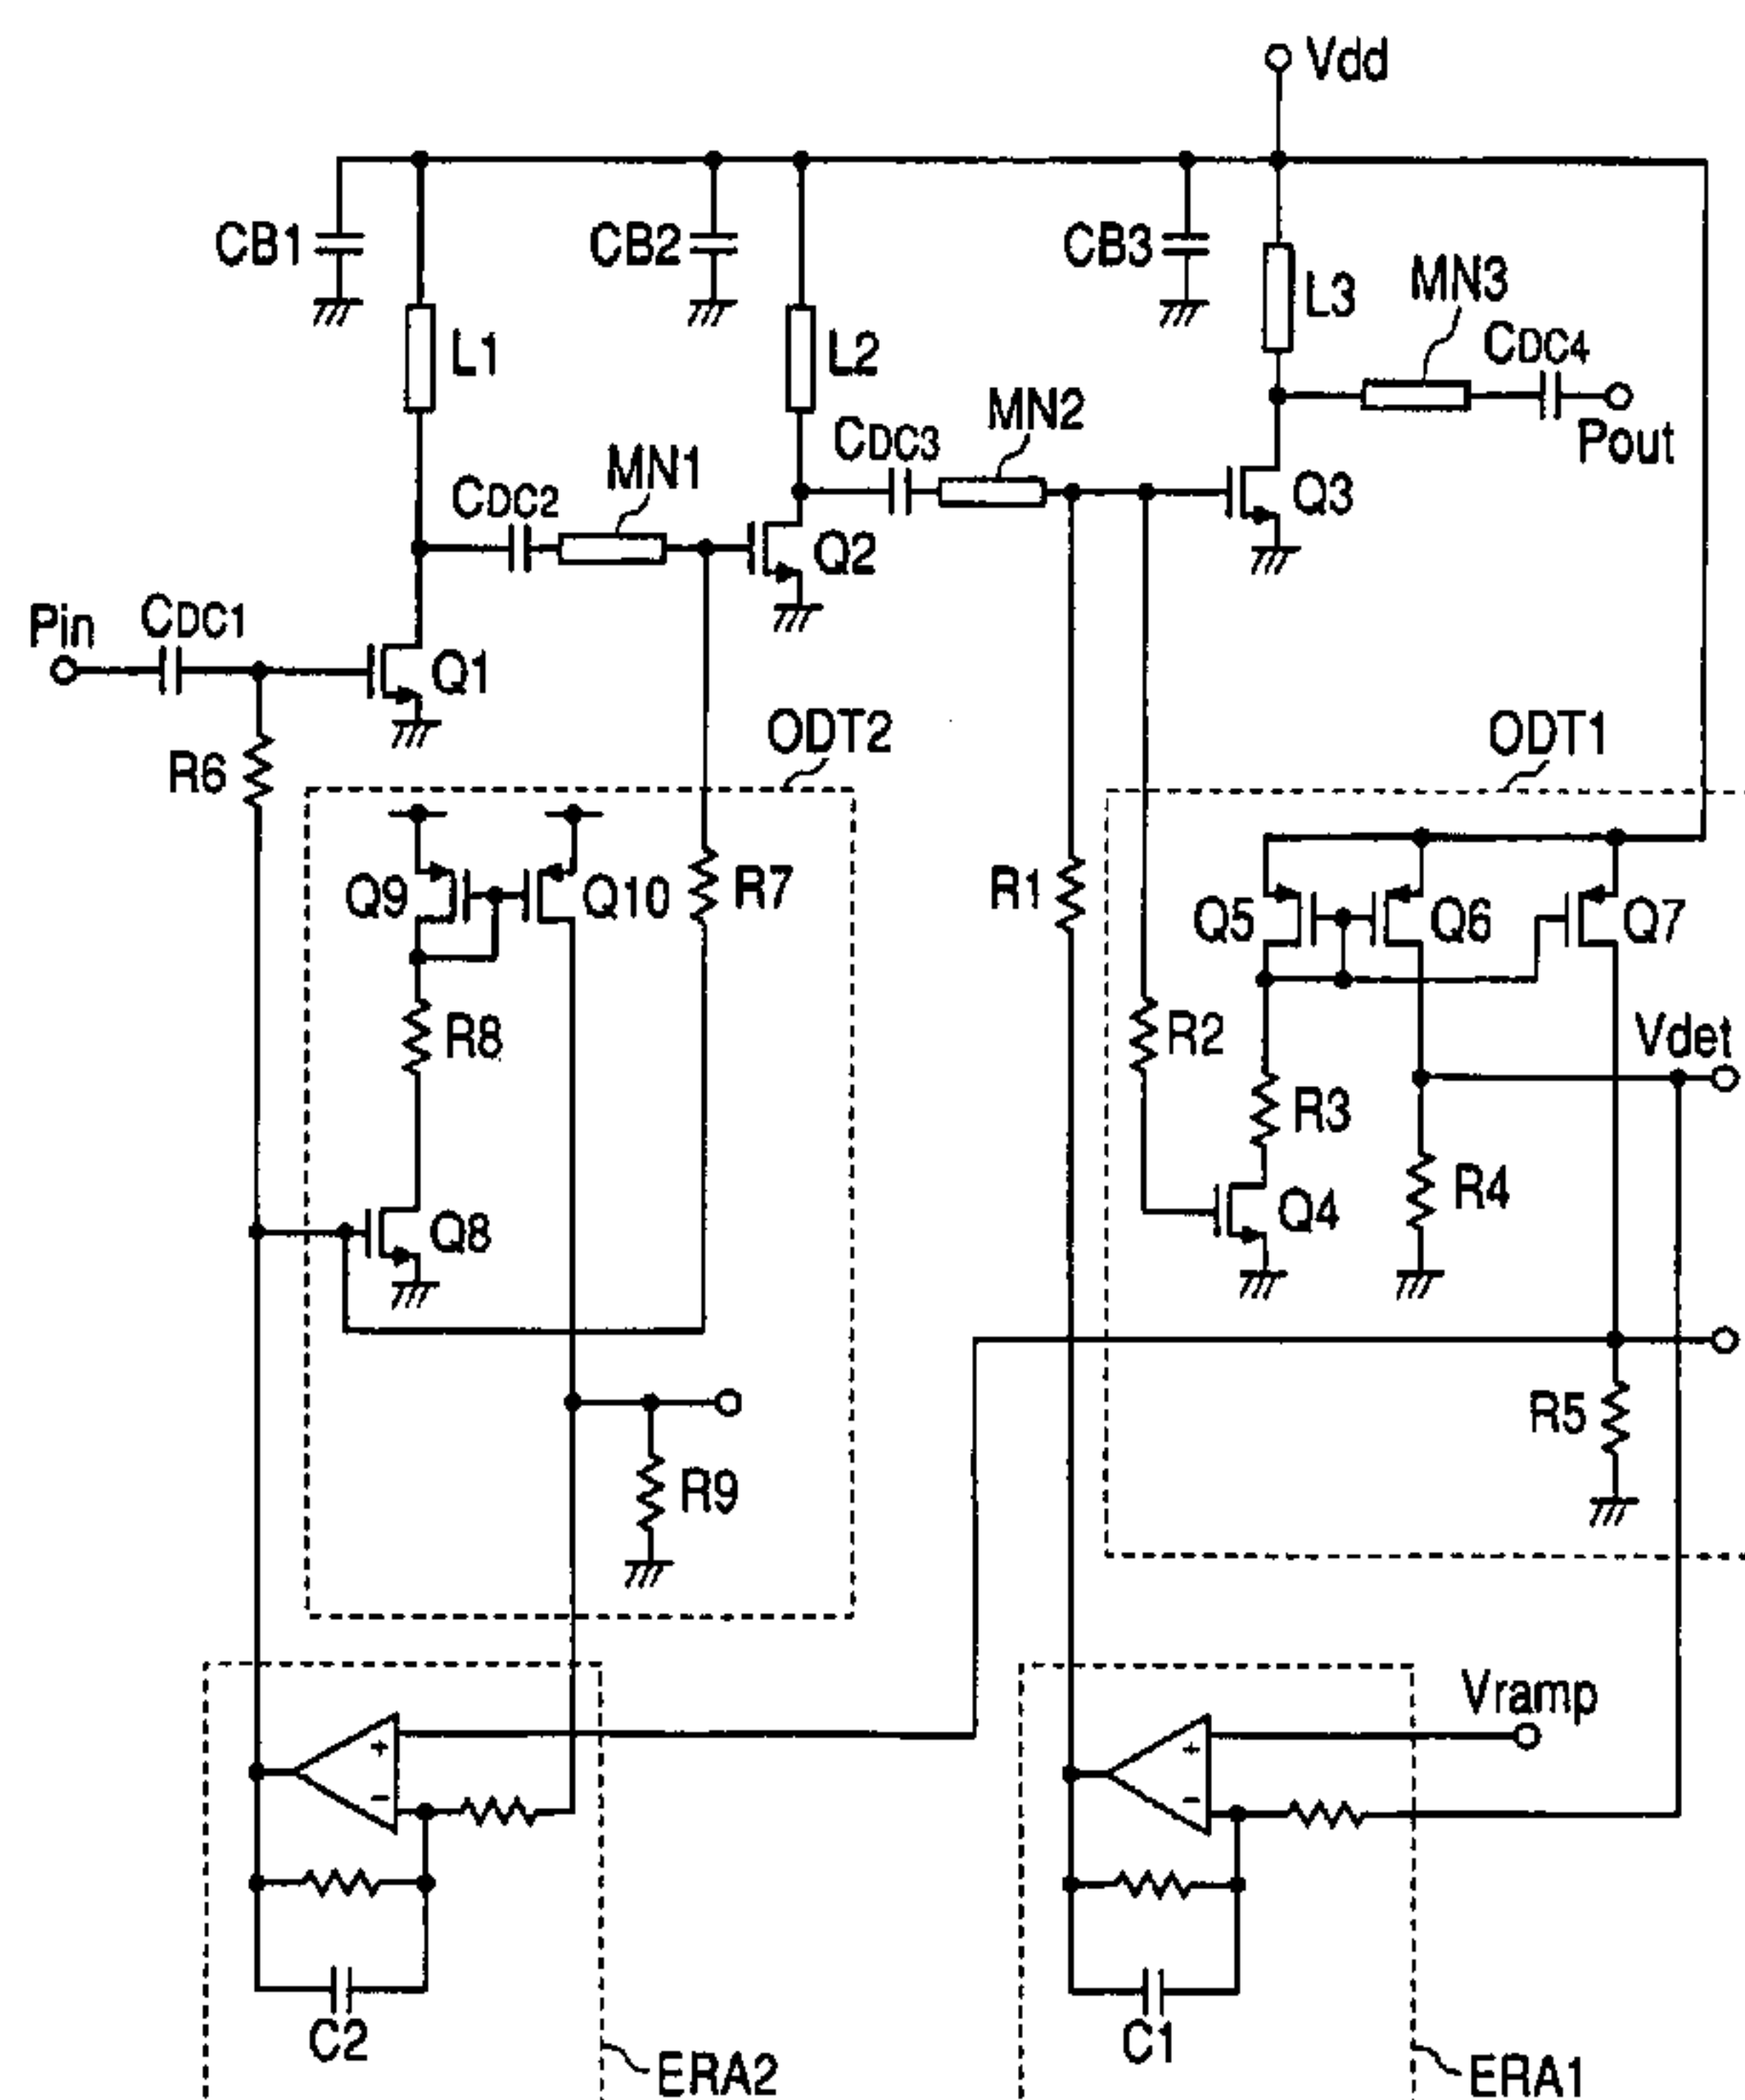 Vdd
CB1
CB2
CB3
L1
L2
L3
MN3
CDC4
Pout
CDC3
MN2
CDC2
MN1
Q3
Q2
Pin
CDC1
Q1
ODT2
ODT1
R6
Q9
Q10
R7
R1
Q5
Q6
Q7
R8
R2
Vdet
R3
R4
Q8
Q4
R5
R9
Vramp
+
+
−
−
C2
C1
ERA2
ERA1